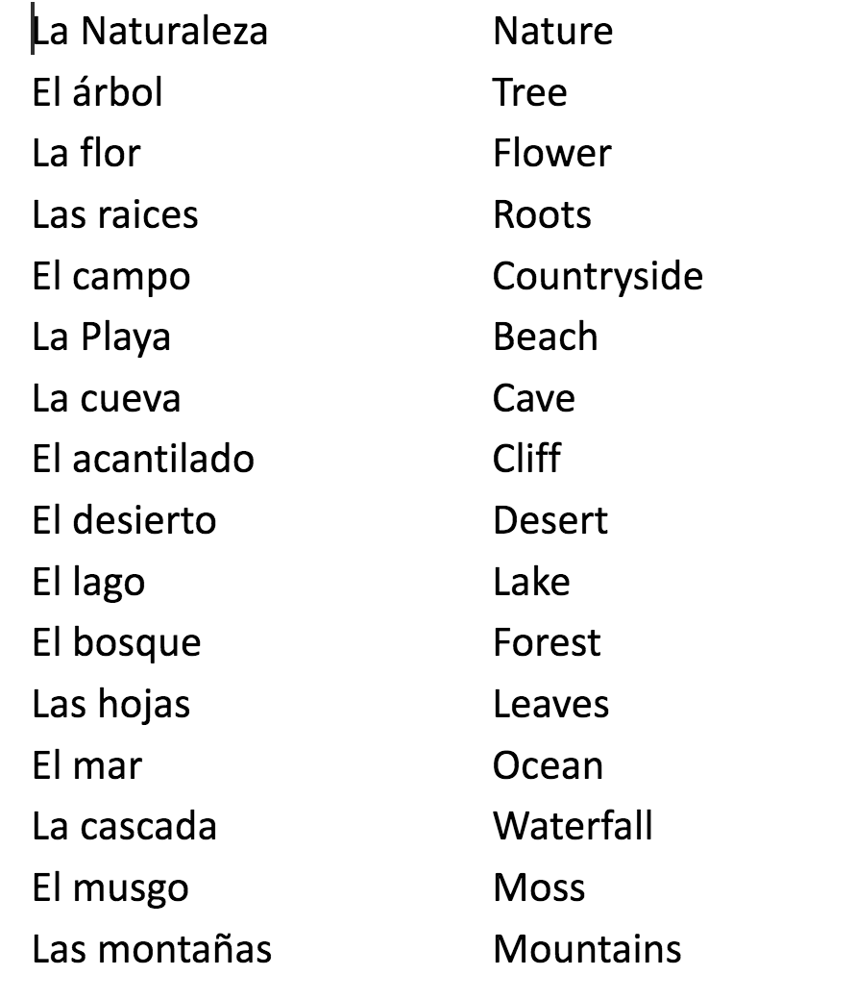 La Naturaleza Nature
El árbol Tree
La flor Flower
Las raices Roots
El campo Countryside
La Playa Beach
La cueva Cave
El acantilado Cliff
El desierto Desert
El lago Lake
El bosque Forest
Las hojas Leaves
El mar Ocean
La cascada Waterfall
El musgo Moss
Las montañas Mountains